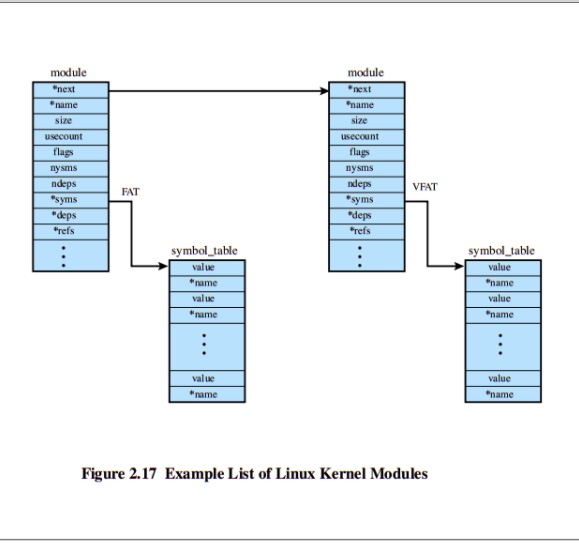 module
*next
*name
size
usecount
flags
nysms
ndeps
*syms
*deps
*refs
FAT
symbol_table
value
*name
value
*name
value
*name
module
*next
*name
size
usecount
flags
nysms
ndeps
*syms
*deps
*refs
VFAT
symbol_table
value
*name
value
*name
value
*name
Figure 2.17 Example List of Linux Kernel Modules